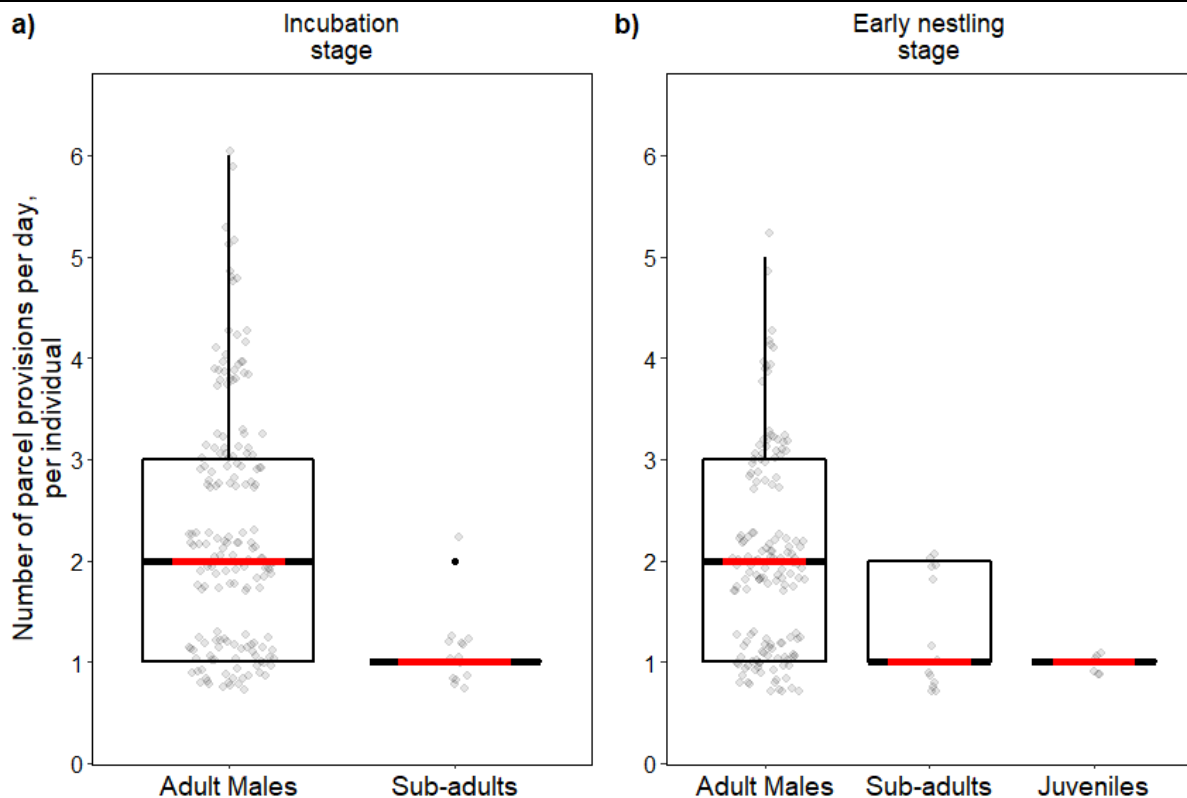 a)
Incubation
stage
Number of parcel provisions per day,
per individual
6
5
4
3
2
1
0
Adult Males
Sub-adults
b)
Early nestling
stage
6
5
4
3
2
1
0
Adult Males
Sub-adults
Juveniles